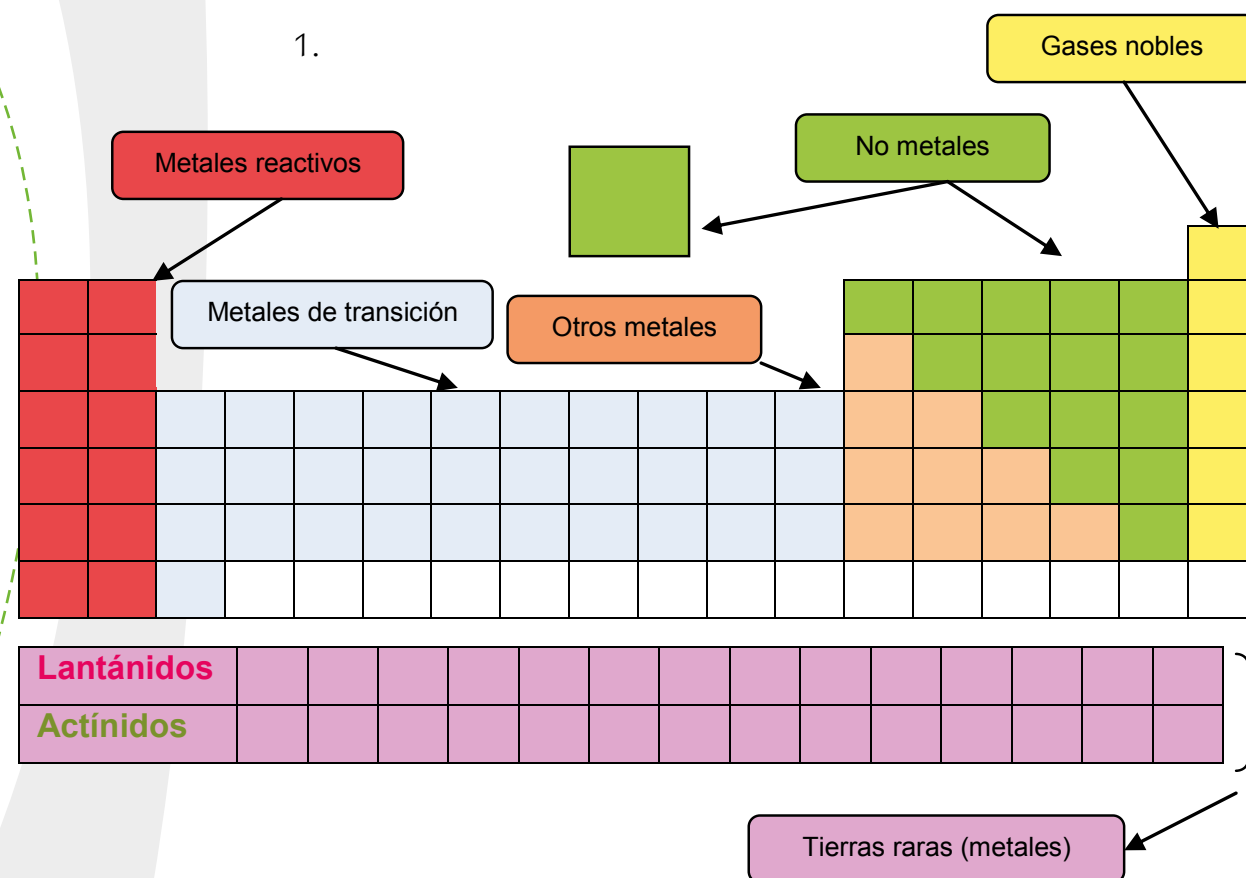 1.
Gases nobles
No metales
Metales reactivos
Metales de transición
Otros metales
Lantánidos
Actínidos
Tierras raras (metales)